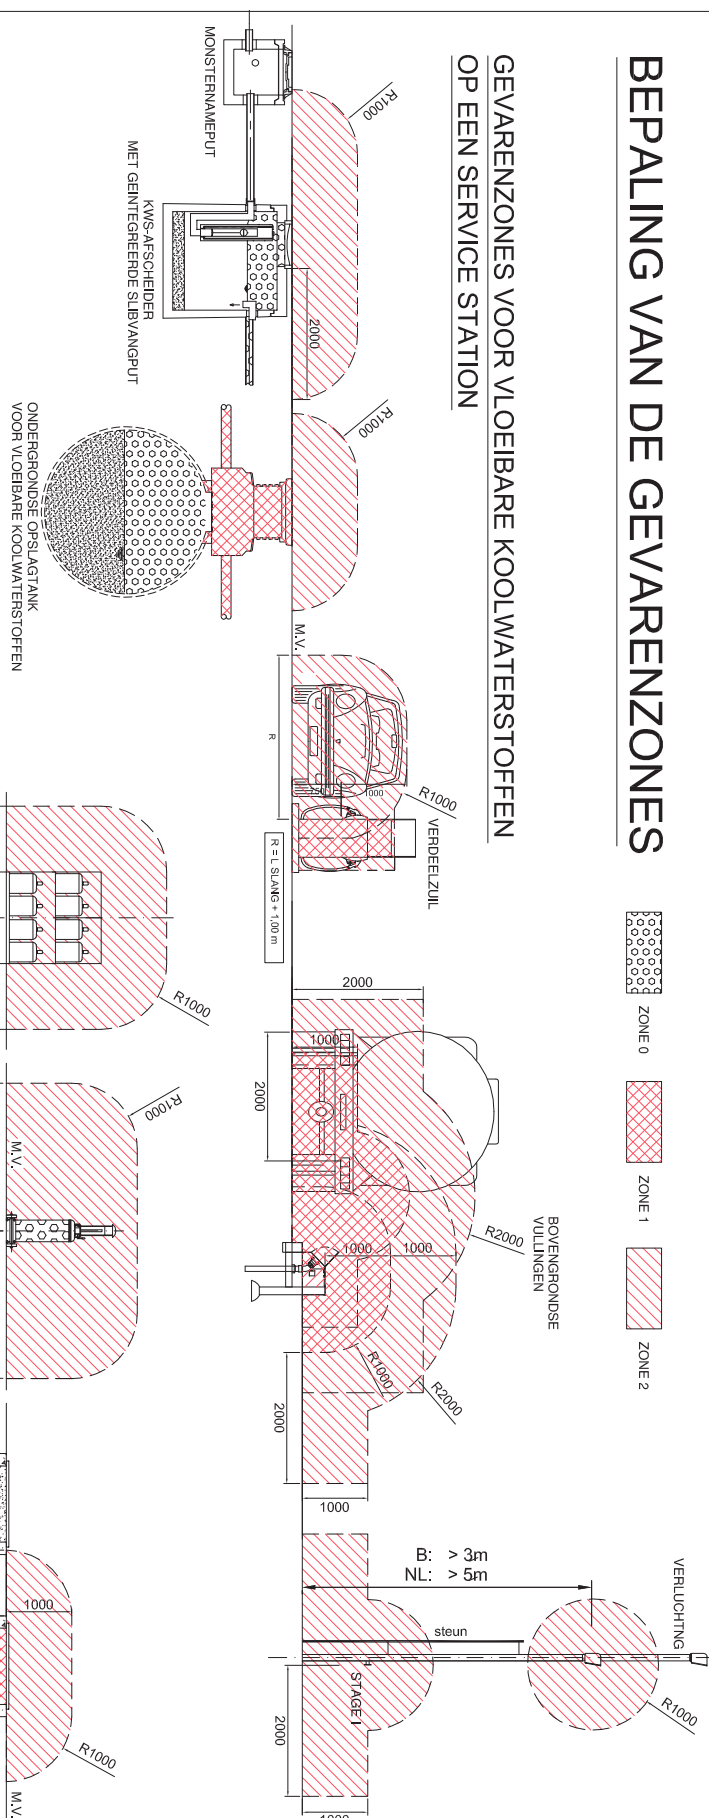 BEPALING VAN DE GEVARENZONES
GEVARENZONES VOOR VLOEIBARE KOOLWATERSTOFFEN
OP EEN SERVICE STATION
ZONE 0
ZONE 1
ZONE 2
MONSTERNAMEPUT
R1000
KWS-AFSCHEIDER
MET GEINTEGREERDE SLIBVANGPUT
2000
R1000
ONDERGRONDSE OPSLAGTANK
VOOR VLOEIBARE KOOLWATERSTOFFEN
M.V.
R
750
1000
R1000
VERDEELZUIL
R = L SLANG + 1,00 m
2000
1000
2000
R2000
BOVENGRONDSE
VULLINGEN
1000
1000
R1000
R2000
2000
1000
B: > 3m
NL: > 5m
VERLUCHTNG
steun
STAGE I
R1000
2000
1000
R1000
R1000
M.V.
1000
R1000
M.V.